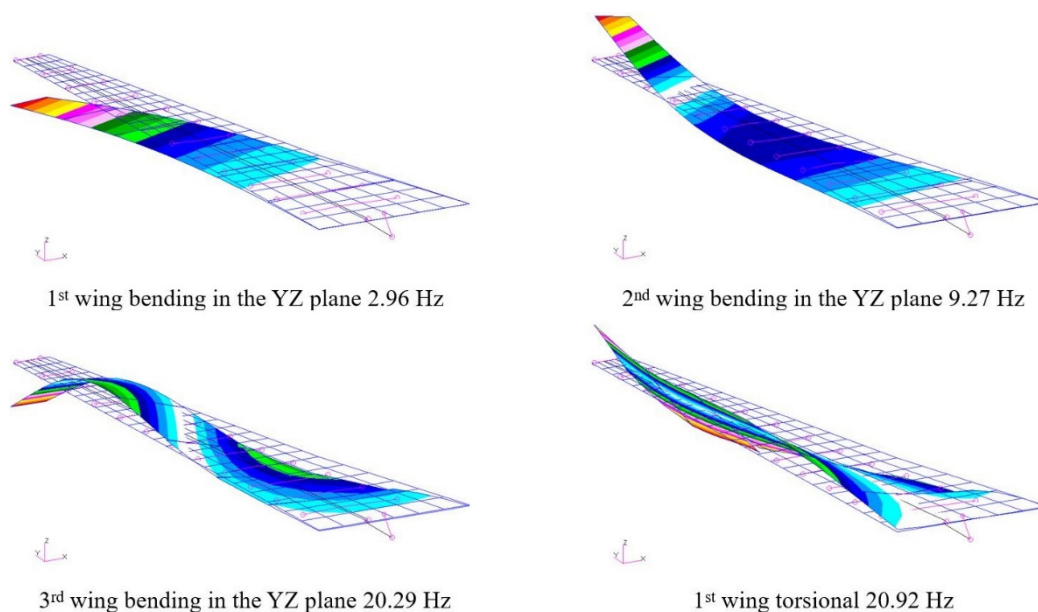 Z
Y
X
Z
Y
X
1st wing bending in the YZ plane 2.96 Hz
2nd wing bending in the YZ plane 9.27 Hz
Z
Y
X
Z
Y
X
3rd wing bending in the YZ plane 20.29 Hz
1st wing torsional 20.92 Hz